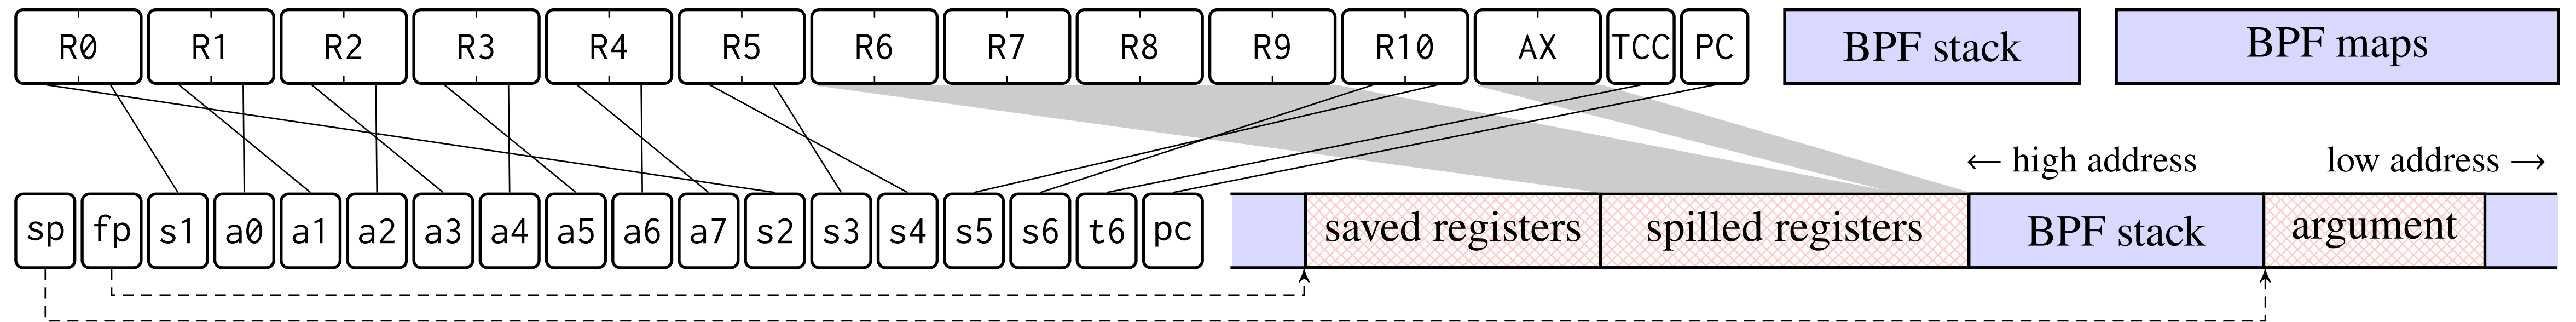 R0 R1 R2 R3 R4 R5 R6 R7 R8 R9 R10 AX TCC PC BPF stack BPF maps
← high address low address →
sp fp s1 a0 a1 a2 a3 a4 a5 a6 a7 s2 s3 s4 s5 s6 t6 pc saved registers spilled registers BPF stack argument